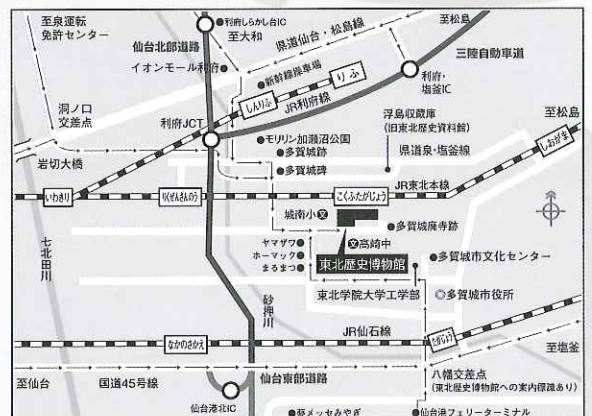 至泉運転
免許センター
仙台北部道路
●利府しらかし台IC
至大和
県道仙台・松島線
至松島
イオンモール利府●
●新幹線操車場
三陸自動車道
しんりふ
りふ
JR利府線
利府・
塩釜IC
洞ノ口
交差点
利府JCT
浮島収蔵庫
(旧東北歴史資料館)
至松島
●モリリン加瀬沼公園
●多賀城跡
県道泉・塩釜線
しおがま
岩切大橋
●多賀城碑
JR東北本線
いわきり
りくぜんさんのう
こくふたがじょう
城南小文
●多賀城廃寺跡
七北田川
ヤマザワ●
文高崎中
ホーマック●
まるまつ●
東北歴史博物館
●多賀城市文化センター
東北学院大学工学部
◎多賀城市役所
砂押川
JR仙石線
なかのさかえ
たがじょう
至塩釜
至仙台
国道45号線
仙台東部道路
八幡交差点
(東北歴史博物館への案内標識あり)
仙台港北IC
●夢メッセみやぎ
●仙台港フェリーターミナル